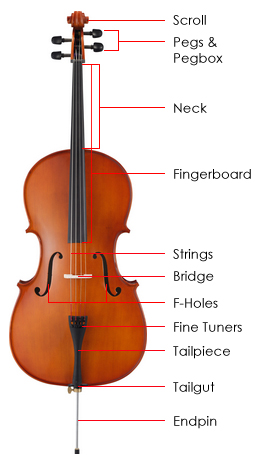 Scroll
Pegs &
Pegbox
Neck
Fingerboard
Strings
Bridge
F-Holes
Fine Tuners
Tailpiece
Tailgut
Endpin